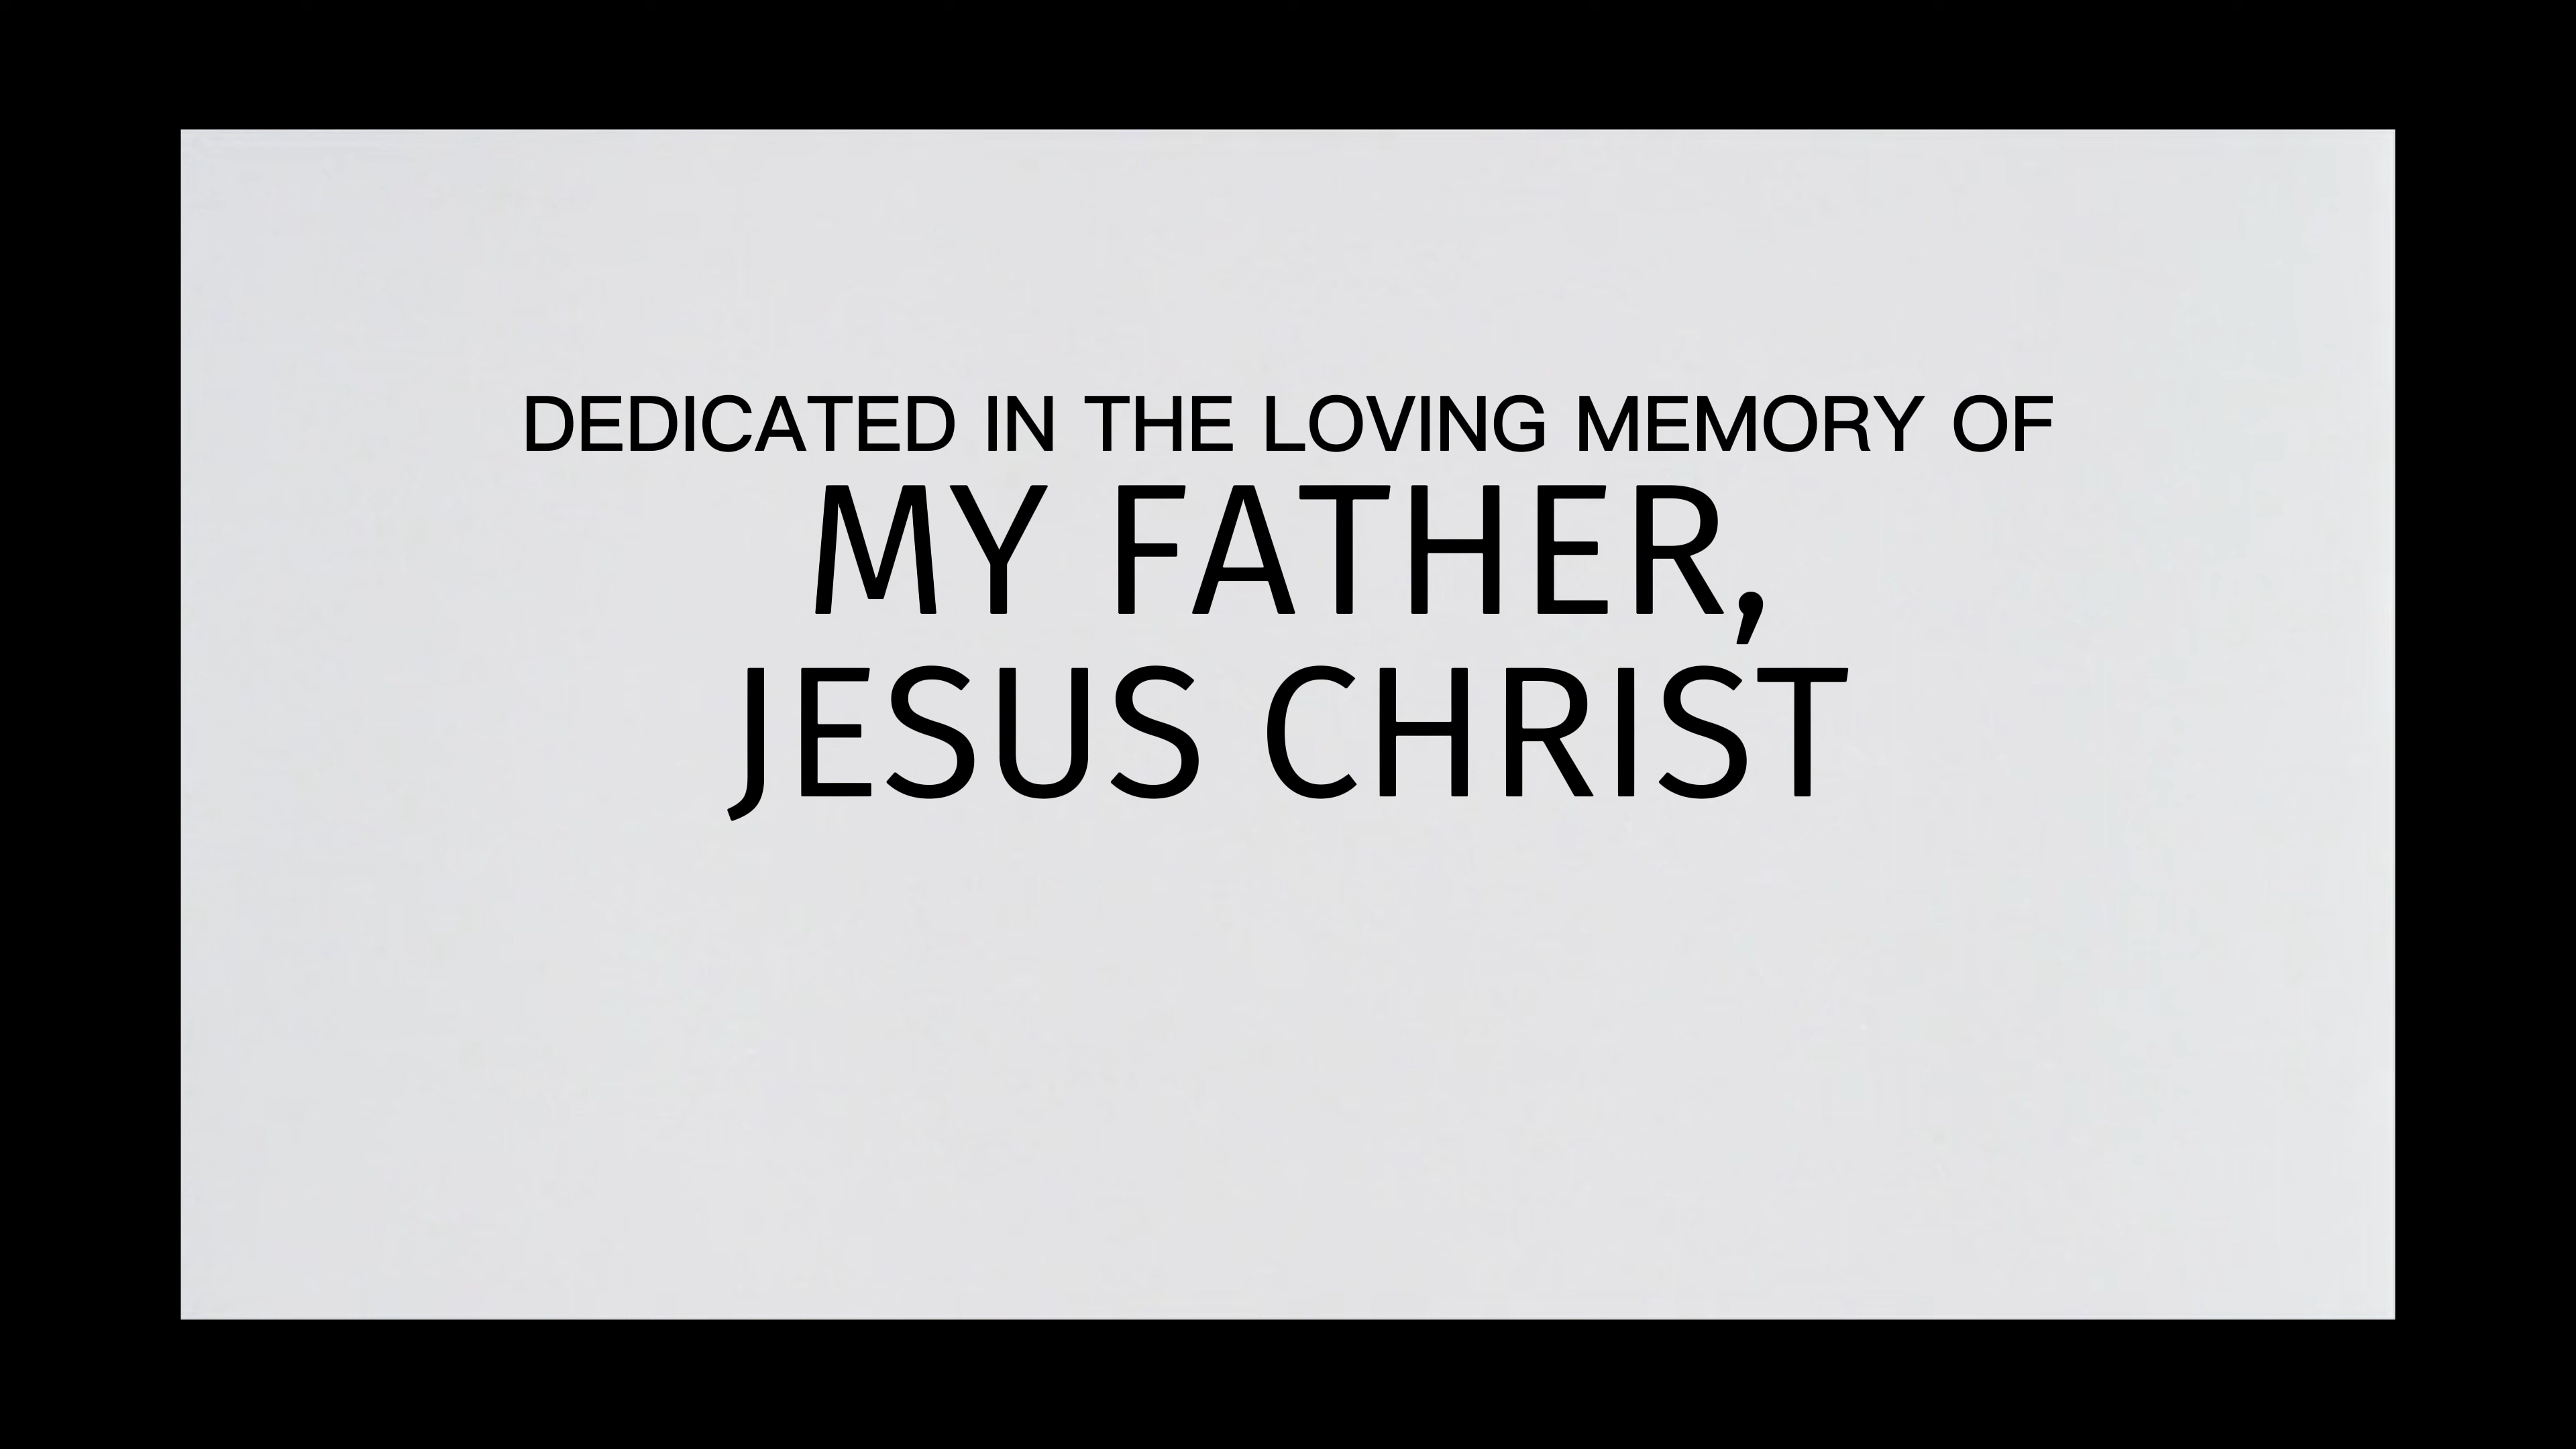 DEDICATED IN THE LOVING MEMORY OF
MY FATHER,
JESUS CHRIST